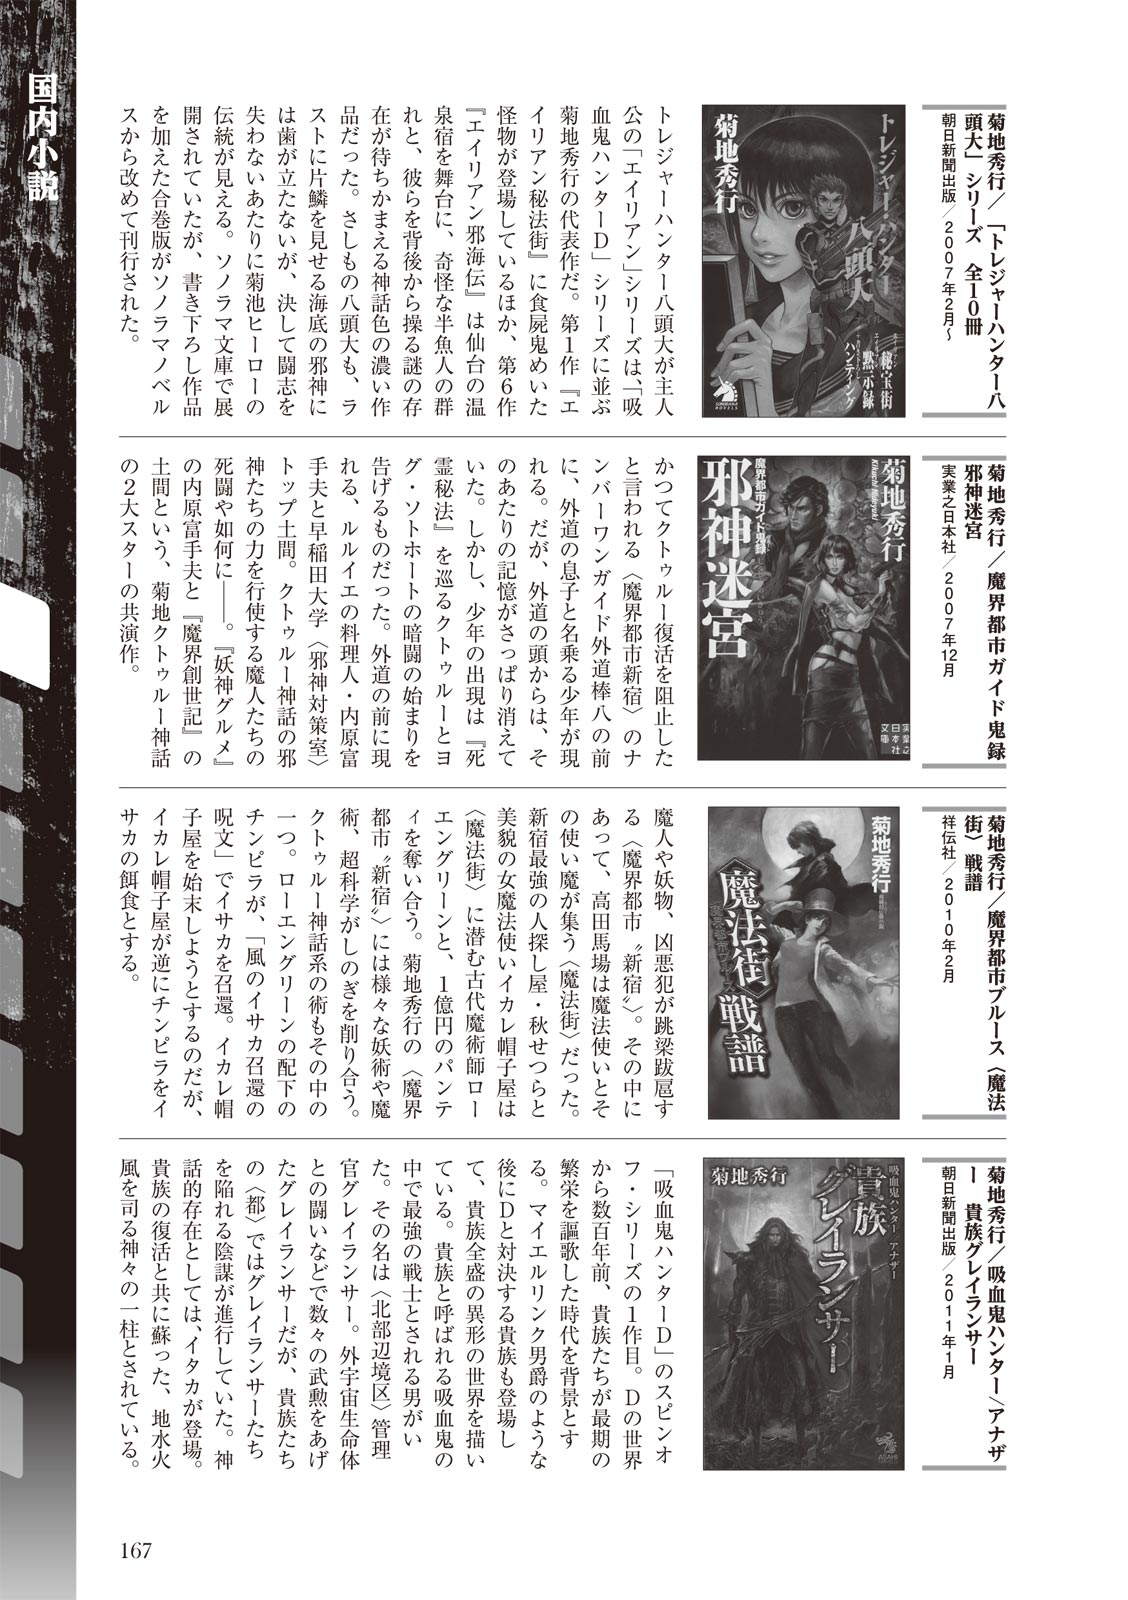 国内小説
菊地秀行／「トレジャーハンター八
頭大」シリーズ　全10冊
朝日新聞出版／2007年2月〜
トレジャー・ハンター
八頭大
菊地秀行
秘宝街
黙示録
ハンティング
SONORAMA
NOVELS
トレジャーハンター八頭大が主人
公の「エイリアン」シリーズは、「吸
血鬼ハンターＤ」シリーズに並ぶ
菊地秀行の代表作だ。第１作『エ
イリアン秘法街』に食屍鬼めいた
怪物が登場しているほか、第６作
『エイリアン邪海伝』は仙台の温
泉宿を舞台に、奇怪な半魚人の群
れと、彼らを背後から操る謎の存
在が待ちかまえる神話色の濃い作
品だった。さしもの八頭大も、ラ
ストに片鱗を見せる海底の邪神に
は歯が立たないが、決して闘志を
失わないあたりに菊池ヒーローの
伝統が見える。ソノラマ文庫で展
開されていたが、書き下ろし作品
を加えた合巻版がソノラマノベル
スから改めて刊行された。
菊地秀行／魔界都市ガイド鬼録
邪神迷宮
実業之日本社／2007年12月
菊地秀行
Kikuchi Hideyuki
魔界都市ガイド鬼録
邪神迷宮
実業之
日本社
文庫
かつてクトゥルー復活を阻止した
と言われる〈魔界都市新宿〉のナ
ンバーワンガイド外道棒八の前
に、外道の息子と名乗る少年が現
れる。だが、外道の頭からは、そ
のあたりの記憶がさっぱり消えて
いた。しかし、少年の出現は『死
霊秘法』を巡るクトゥルーとヨ
グ・ソトホートの暗闘の始まりを
告げるものだった。外道の前に現
れる、ルルイエの料理人・内原富
手夫と早稲田大学〈邪神対策室〉
トップ土間。クトゥルー神話の邪
神たちの力を行使する魔人たちの
死闘や如何に――。『妖神グルメ』
の内原富手夫と『魔界創世記』の
土間という、菊地クトゥルー神話
の２大スターの共演作。
菊地秀行／魔界都市ブルース〈魔法
街〉戦譜
祥伝社／2010年2月
菊地秀行
〈魔法街〉戦譜
魔人や妖物、凶悪犯が跳梁跋扈す
る〈魔界都市〝新宿〟〉。その中に
あって、高田馬場は魔法使いとそ
の使い魔が集う〈魔法街〉だった。
新宿最強の人探し屋・秋せつらと
美貌の女魔法使いイカレ帽子屋は
〈魔法街〉に潜む古代魔術師ロー
エングリーンと、１億円のパンテ
ィを奪い合う。菊地秀行の〈魔界
都市〝新宿〟〉には様々な妖術や魔
術、超科学がしのぎを削り合う。
クトゥルー神話系の術もその中の
一つ。ローエングリーンの配下の
チンピラが、「風のイサカ召還の
呪文」でイサカを召還。イカレ帽
子屋を始末しようとするのだが、
イカレ帽子屋が逆にチンピラをイ
サカの餌食とする。
菊地秀行／吸血鬼ハンター／アナザ
ー　貴族グレイランサー
朝日新聞出版／2011年1月
吸血鬼ハンター アナザー
貴族
グレイランサー
菊地秀行
ASAHI
「吸血鬼ハンターＤ」のスピンオ
フ・シリーズの１作目。Ｄの世界
から数百年前、貴族たちが最期の
繁栄を謳歌した時代を背景とす
る。マイエルリンク男爵のような
後にＤと対決する貴族も登場し
て、貴族全盛の異形の世界を描い
ている。貴族と呼ばれる吸血鬼の
中で最強の戦士とされる男がい
た。その名は〈北部辺境区〉管理
官グレイランサー。外宇宙生命体
との闘いなどで数々の武勲をあげ
たグレイランサーだが、貴族たち
の〈都〉ではグレイランサーたち
を陥れる陰謀が進行していた。神
話的存在としては、イタカが登場。
貴族の復活と共に蘇った、地水火
風を司る神々の一柱とされている。
167